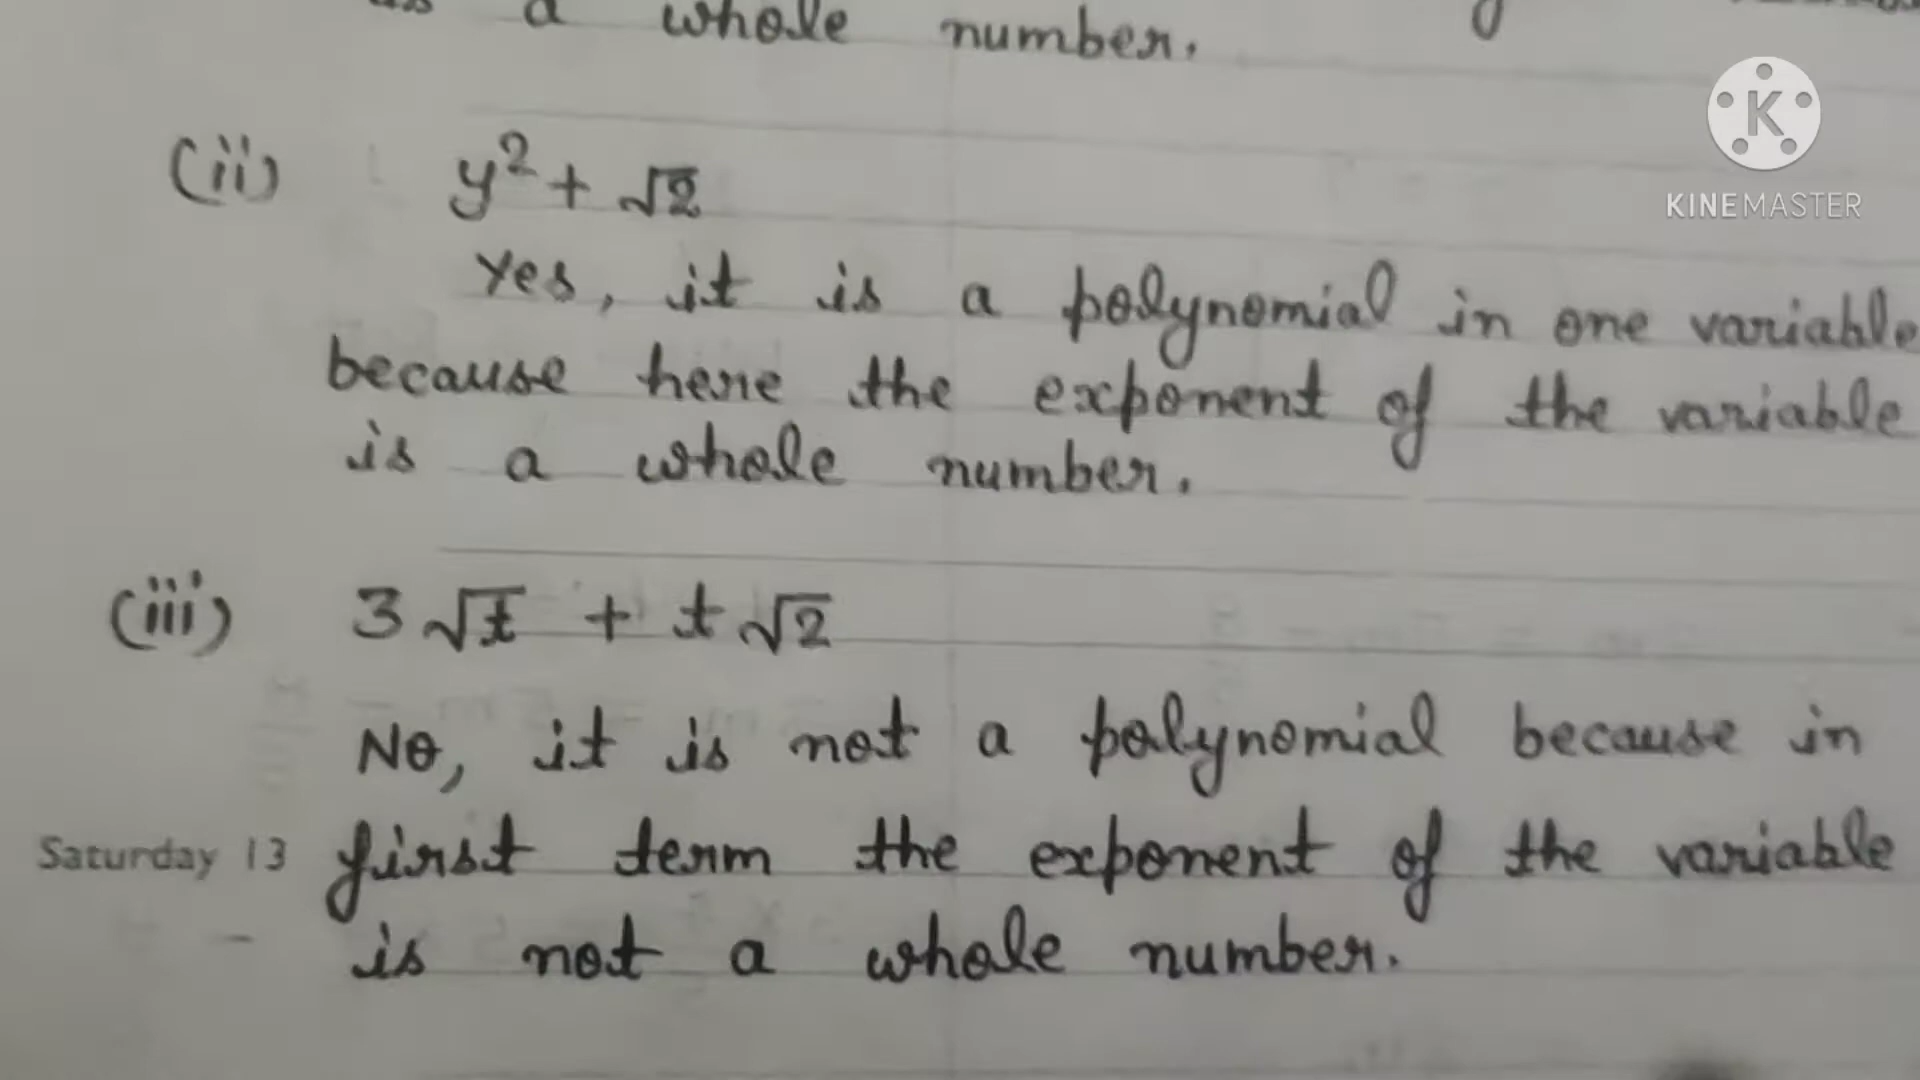 a whole number.
K
KINEMASTER
(ii) y² + √2
Yes, it is a polynomial in one variable
because here the exponent of the variable
is a whole number.
(iii) 3√t + t√2
No, it is not a polynomial because in
Saturday 13 first term the exponent of the variable
is not a whole number.